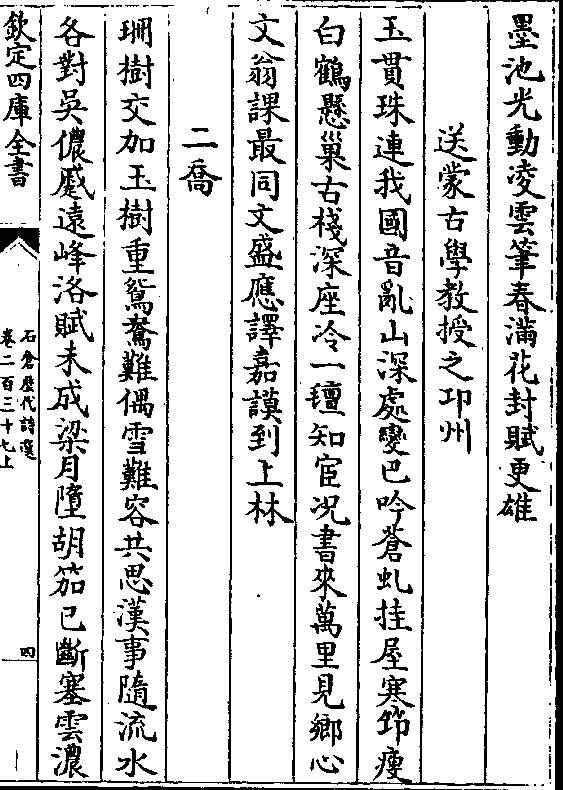 墨池光動凌雲筆春滿花封賦更雄
送蒙古學教授之邛州
玉貫珠連我國音亂山深處變巴吟蒼虬挂屋寒筇瘦
白鶴懸巢古棧深座冷一氊知宦况書來萬里見鄉心
文翁課最同文盛應譯嘉謨到上林
二喬
珊樹交加玉樹重鴛鴦難偶雪難容共思漢事隨流水
各對吳儂蹙遠峰洛賦未成梁月墮胡笳已斷塞雲濃
欽定四庫全書
石倉歷代詩選
卷二百三十七上
四